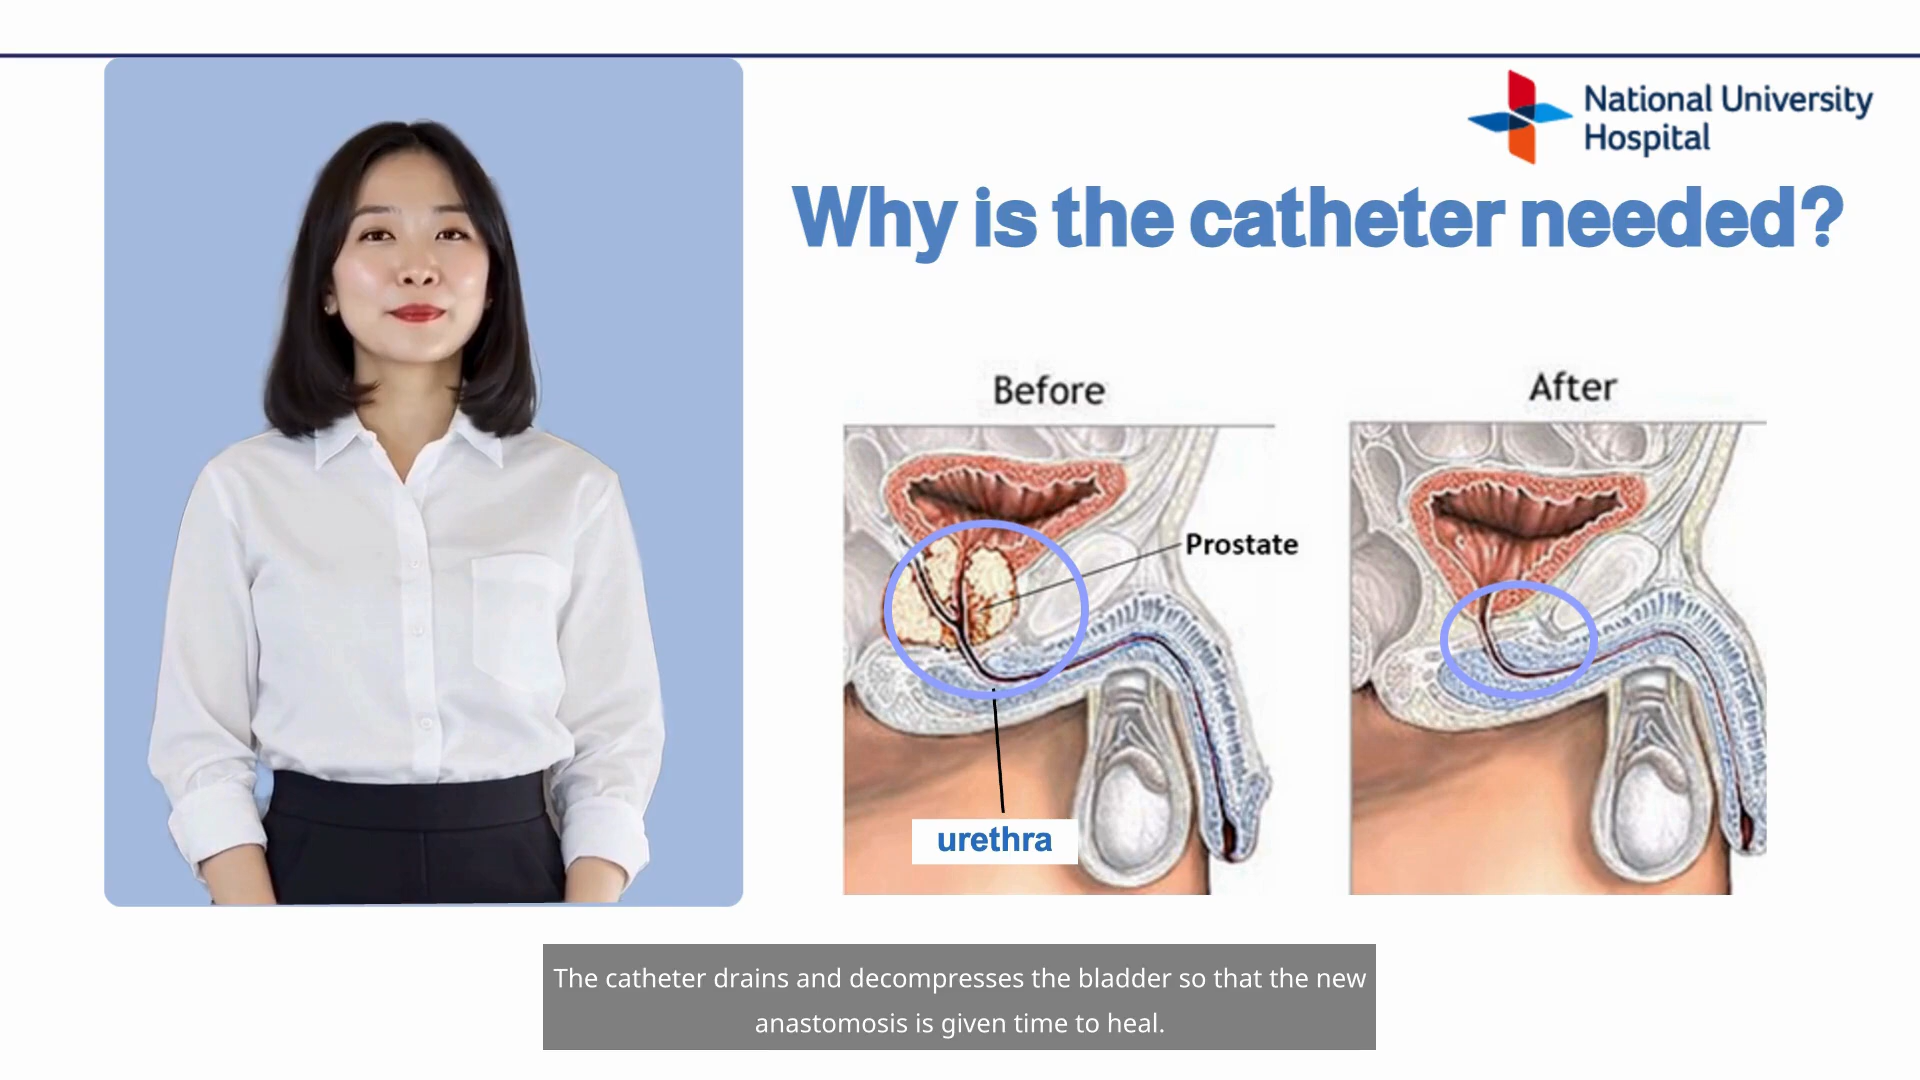 National University
Hospital
Why is the catheter needed?
Before
After
Prostate
urethra
The catheter drains and decompresses the bladder so that the new
anastomosis is given time to heal.